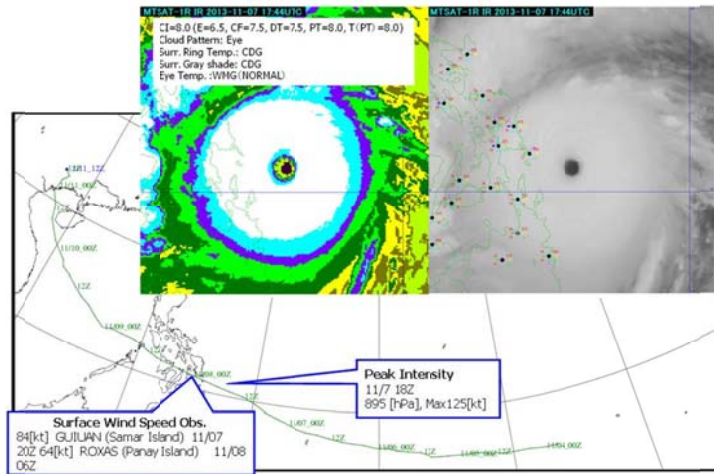 MTSAT-1R IR 2013-11-07 17:44UTC
MTSAT-1R IR 2013-11-07 17:44UTC
CI=8.0 (E=6.5, CF=7.5, DT=7.5, PT=8.0, T(PT)=8.0)
Cloud Pattern: Eye
Surr. Ring Temp.: CDG
Surr. Gray shade: CDG
Eye Temp. :WMG(NORMAL)
11/11_12Z
11/11_00Z
11/10_00Z
12Z
11/09_00Z
12Z
11/08_00Z
12Z
11/07_00Z
12Z
11/06_00Z
12Z
11/05_00Z
12Z
11/04_00Z
Peak Intensity
11/7 18Z
895 [hPa], Max125[kt]
Surface Wind Speed Obs.
84[kt] GUIUAN (Samar Island) 11/07
20Z 64[kt] ROXAS (Panay Island) 11/08
06Z